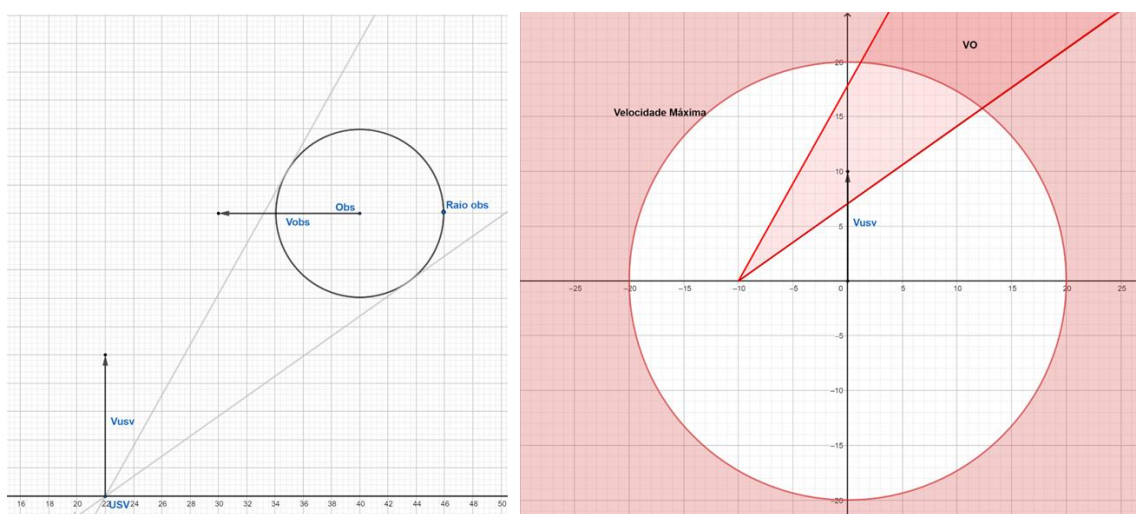 Obs
Raio obs
Vobs
Vusv
USV
16 18 20 22 24 26 28 30 32 34 36 38 40 42 44 46 48 50
VO
20
Velocidade Máxima
15
10
Vusv
5
−25 −20 −15 −10 −5 0 5 10 15 20 25
−5
−10
−15
−20